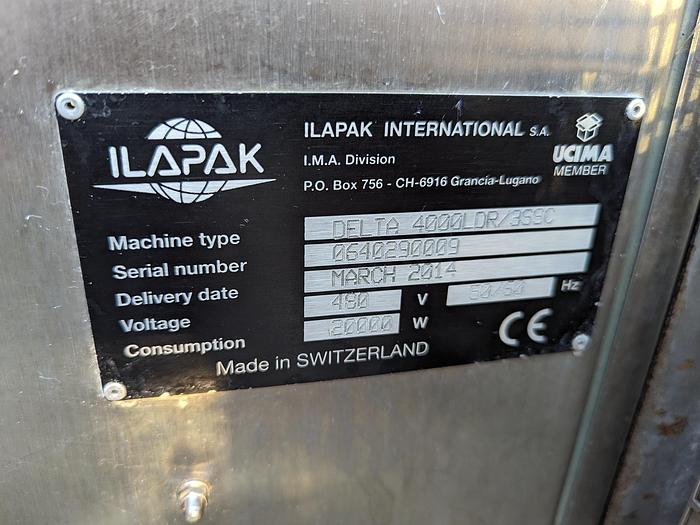 ILAPAK
ILAPAK INTERNATIONAL S.A.
I.M.A. Division
P.O. Box 756 - CH-6916 Grancia-Lugano
UCIMA
MEMBER
Machine type DELTA 4000LDR/3SSC
Serial number 0640290009
Delivery date MARCH 2014
Voltage 480 V 50/60 Hz
Consumption 20000 W
CE
Made in SWITZERLAND